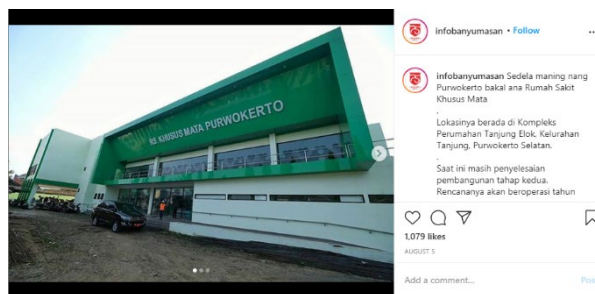 RS. KHUSUS MATA PURWOKERTO
infobanyumasan • Follow
...
infobanyumasan Sedela maning nang
Purwokerto bakal ana Rumah Sakit
Khusus Mata
.
Lokasinya berada di Kompleks
Perumahan Tanjung Elok, Kelurahan
Tanjung, Purwokerto Selatan.
.
Saat ini masih penyelesaian
pembangunan tahap kedua.
Rencananya akan beroperasi tahun
1,079 likes
AUGUST 5
Add a comment...
Post